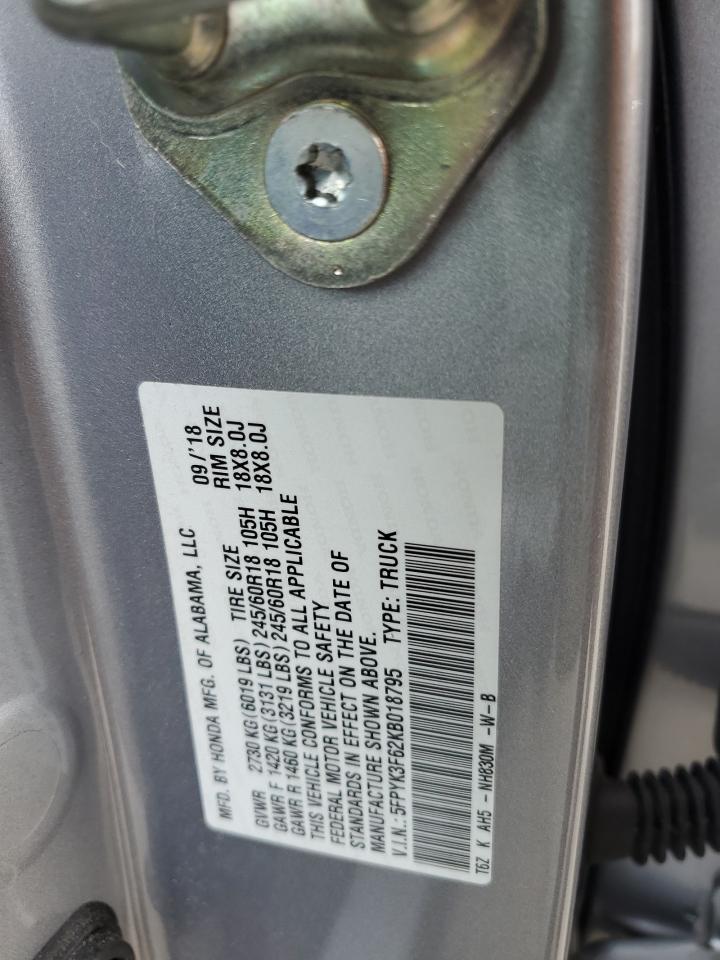 MFD. BY HONDA MFG. OF ALABAMA, LLC 09/'18
GVWR 2730 KG (6019 LBS) TIRE SIZE RIM SIZE
GAWR F 1420 KG (3131 LBS) 245/60R18 105H 18X8.0J
GAWR R 1460 KG (3219 LBS) 245/60R18 105H 18X8.0J
THIS VEHICLE CONFORMS TO ALL APPLICABLE
FEDERAL MOTOR VEHICLE SAFETY
STANDARDS IN EFFECT ON THE DATE OF
MANUFACTURE SHOWN ABOVE.
V.I.N.: 5FPYK3F62KB018795 TYPE: TRUCK
T6Z K AH5 - NH830M -W-B